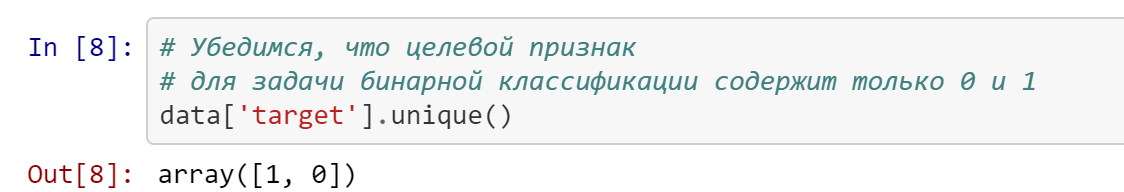 In [8]: # Убедимся, что целевой признак
# для задачи бинарной классификации содержит только 0 и 1
data['target'].unique()
Out[8]: array([1, 0])